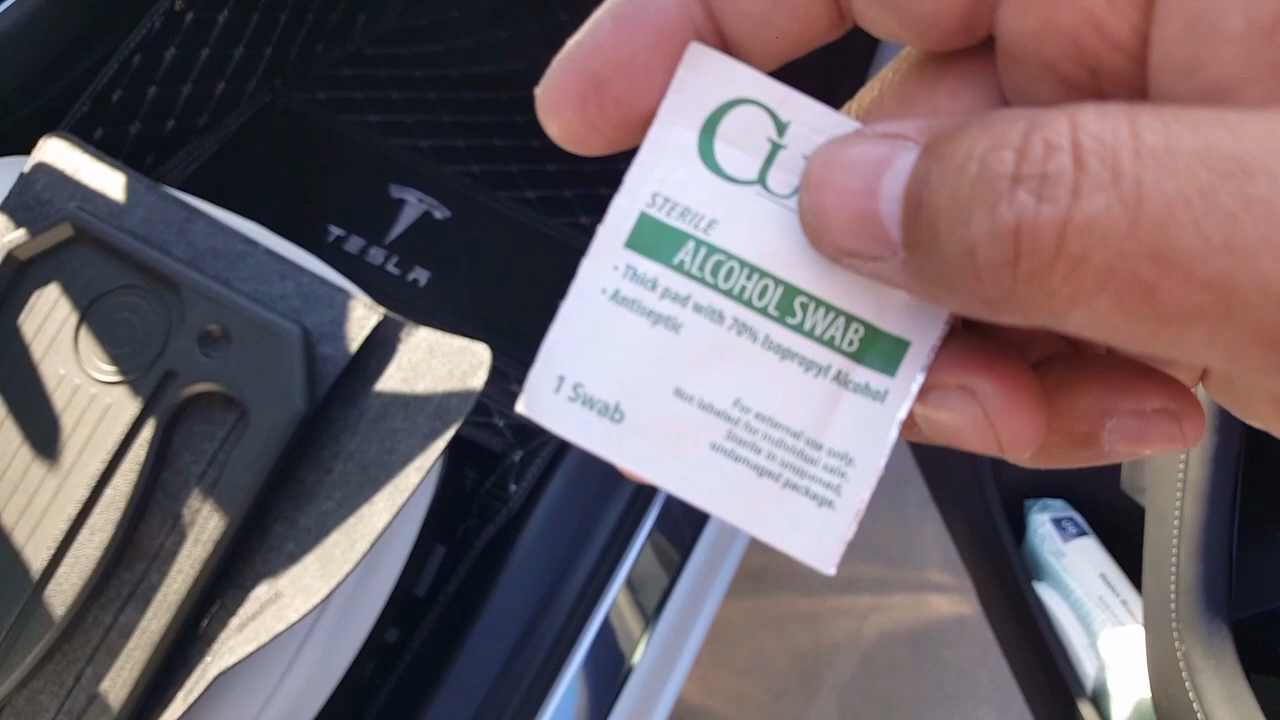 TESLA
Cu
STERILE
ALCOHOL SWAB
• Thick pad with 70% Isopropyl Alcohol
• Antiseptic
1 Swab
For external use only.
Not labeled for individual sale.
Sterile in unopened,
undamaged package.